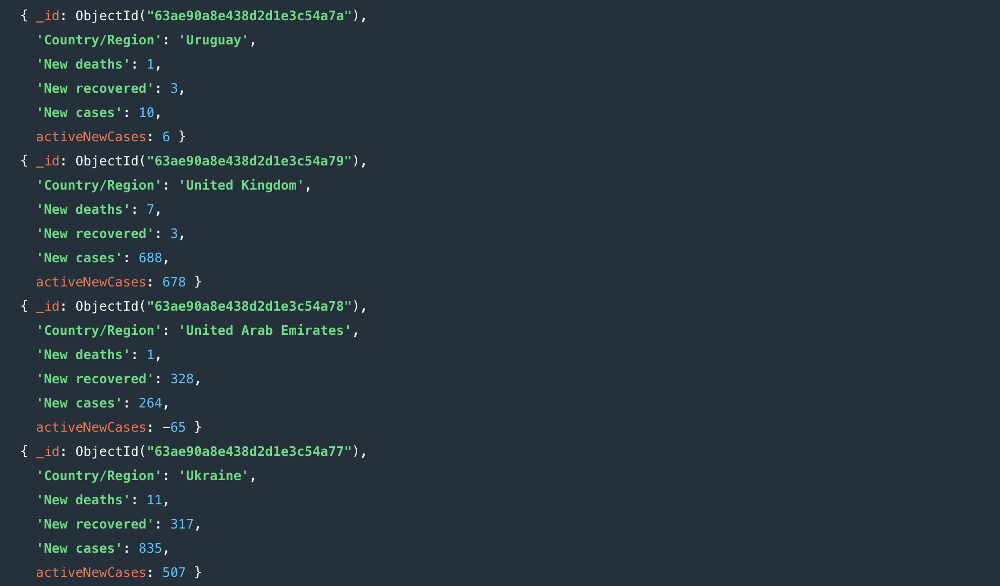 { _id: ObjectId("63ae90a8e438d2d1e3c54a7a"),
'Country/Region': 'Uruguay',
'New deaths': 1,
'New recovered': 3,
'New cases': 10,
activeNewCases: 6 }
{ _id: ObjectId("63ae90a8e438d2d1e3c54a79"),
'Country/Region': 'United Kingdom',
'New deaths': 7,
'New recovered': 3,
'New cases': 688,
activeNewCases: 678 }
{ _id: ObjectId("63ae90a8e438d2d1e3c54a78"),
'Country/Region': 'United Arab Emirates',
'New deaths': 1,
'New recovered': 328,
'New cases': 264,
activeNewCases: -65 }
{ _id: ObjectId("63ae90a8e438d2d1e3c54a77"),
'Country/Region': 'Ukraine',
'New deaths': 11,
'New recovered': 317,
'New cases': 835,
activeNewCases: 507 }